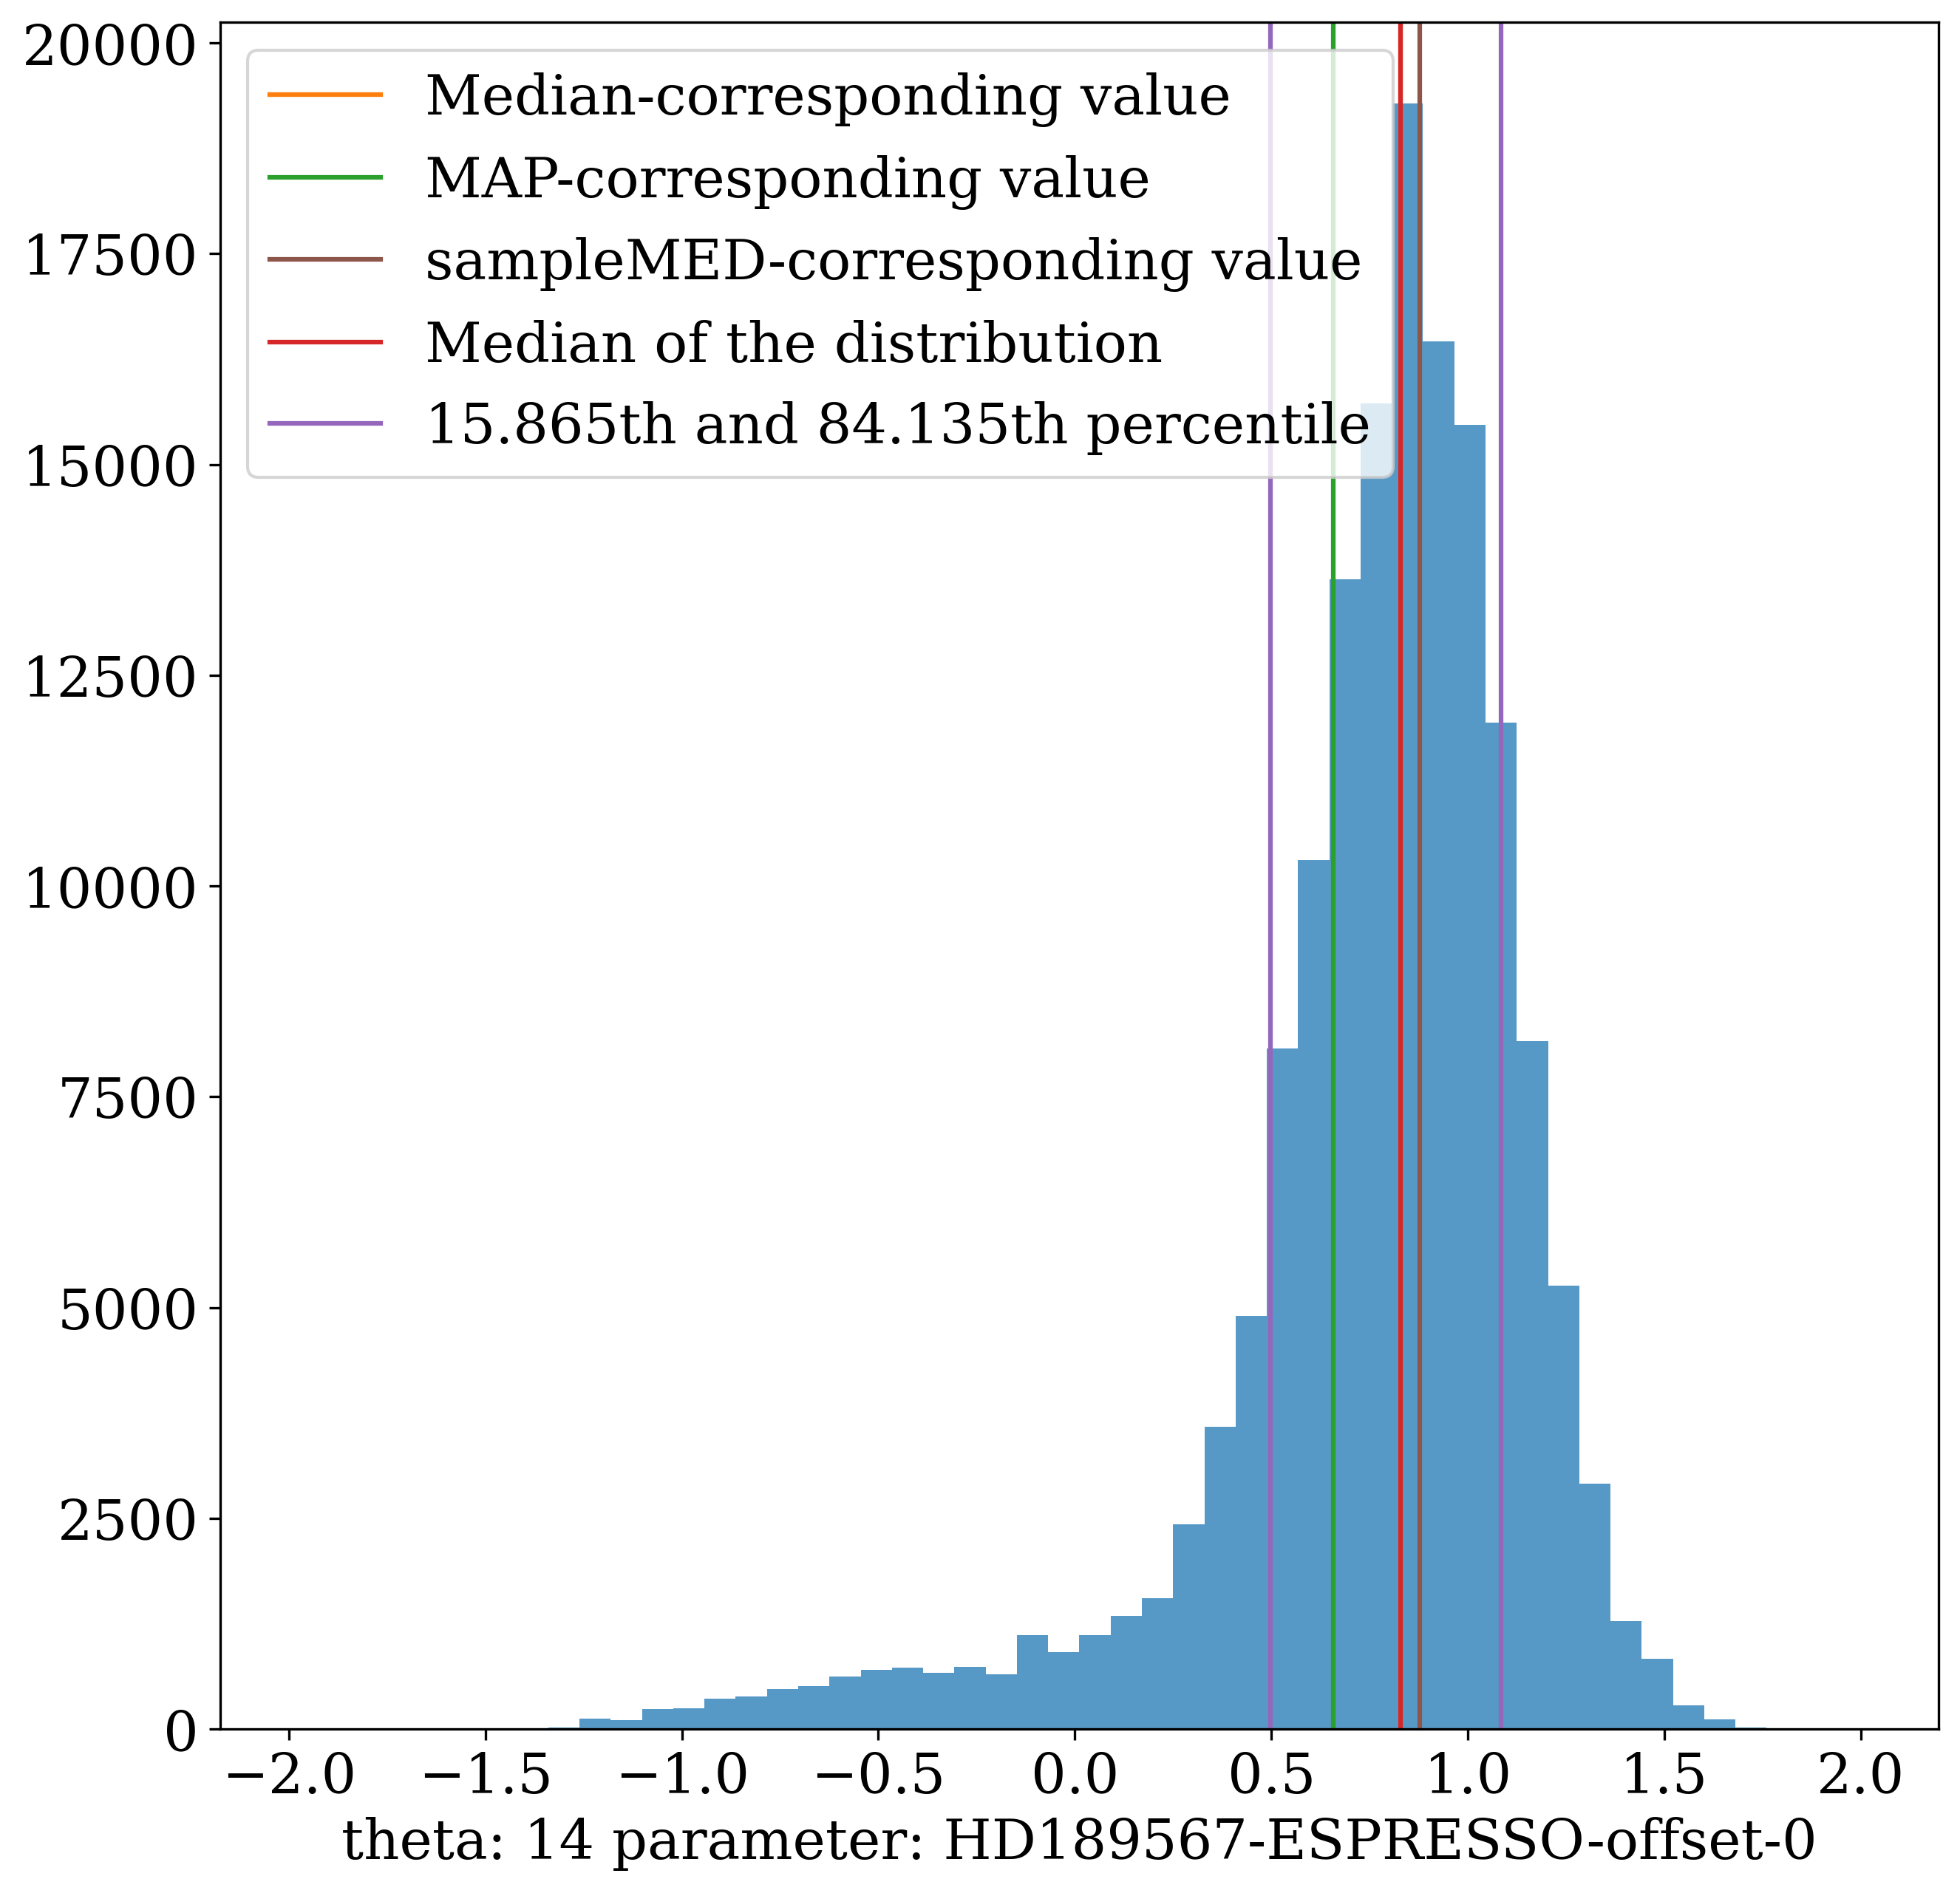 20000
17500
15000
12500
10000
7500
5000
2500
0
Median-corresponding value
MAP-corresponding value
sampleMED-corresponding value
Median of the distribution
15.865th and 84.135th percentile
−2.0 −1.5 −1.0 −0.5 0.0 0.5 1.0 1.5 2.0
theta: 14 parameter: HD189567-ESPRESSO-offset-0